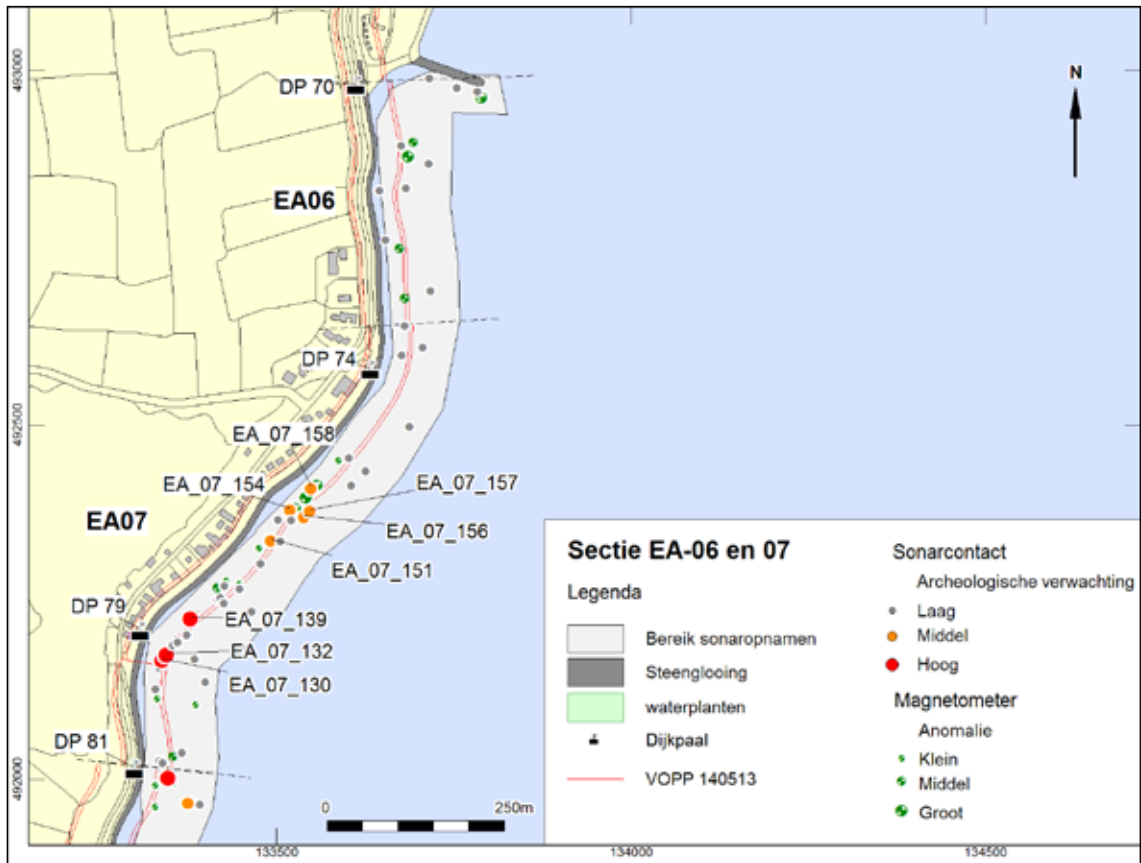 493000
DP 70
N
EA06
DP 74
492500
EA_07_158
EA_07_154
EA_07_157
EA07
EA_07_156
EA_07_151
DP 79
EA_07_139
EA_07_132
EA_07_130
DP 81
492000
0
250m
133500
134000
134500
Sectie EA-06 en 07
Legenda
Bereik sonaropnamen
Steenglooing
waterplanten
Dijkpaal
VOPP 140513
Sonarcontact
Archeologische verwachting
Laag
Middel
Hoog
Magnetometer
Anomalie
Klein
Middel
Groot